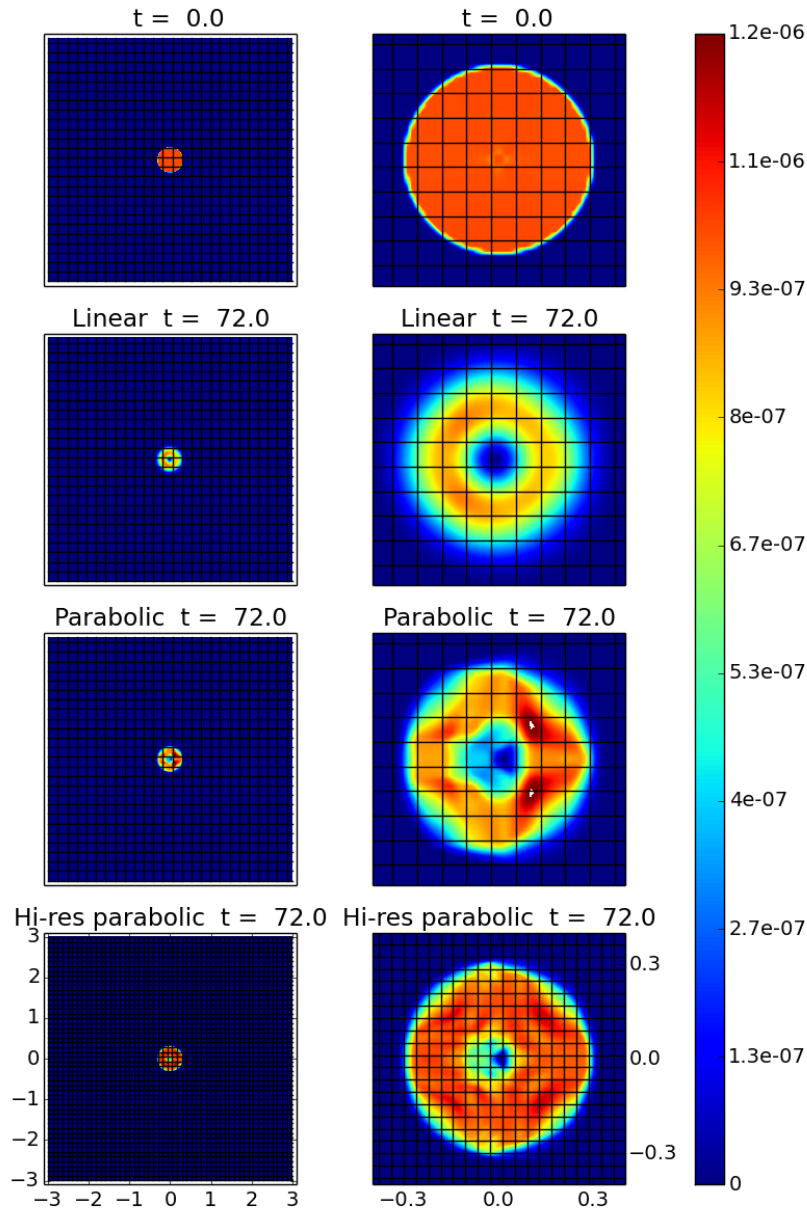 t = 0.0
t = 0.0
Linear t = 72.0
Linear t = 72.0
Parabolic t = 72.0
Parabolic t = 72.0
Hi-res parabolic t = 72.0
Hi-res parabolic t = 72.0
3
2
1
0
−1
−2
−3
−3
−2
−1
0
1
2
3
0.3
0.0
−0.3
−0.3
0.0
0.3
1.2e-06
1.1e-06
9.3e-07
8e-07
6.7e-07
5.3e-07
4e-07
2.7e-07
1.3e-07
0